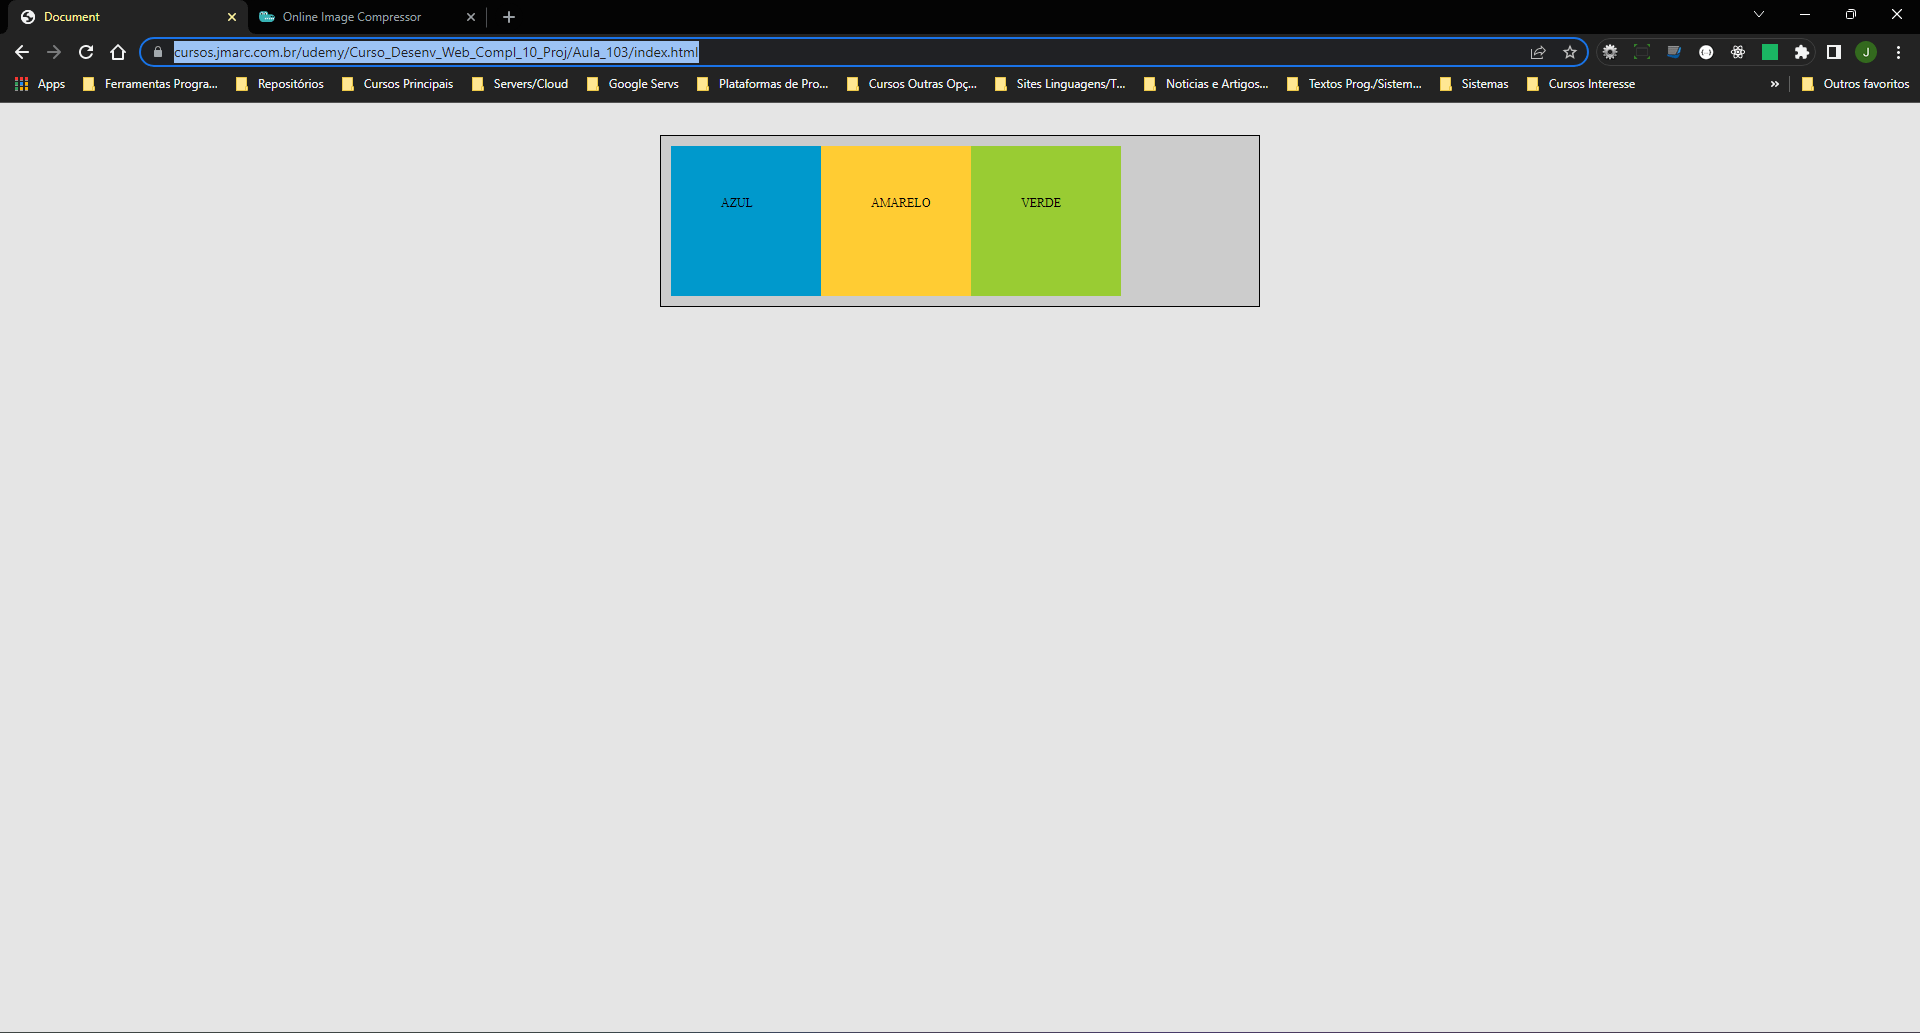 Document
Online Image Compressor
cursos.jmarc.com.br/udemy/Curso_Desenv_Web_Compl_10_Proj/Aula_103/index.html
J
Apps Ferramentas Progra... Repositórios Cursos Principais Servers/Cloud Google Servs Plataformas de Pro... Cursos Outras Opç... Sites Linguagens/T... Noticias e Artigos... Textos Prog./Sistem... Sistemas Cursos Interesse » Outros favoritos
AZUL AMARELO VERDE